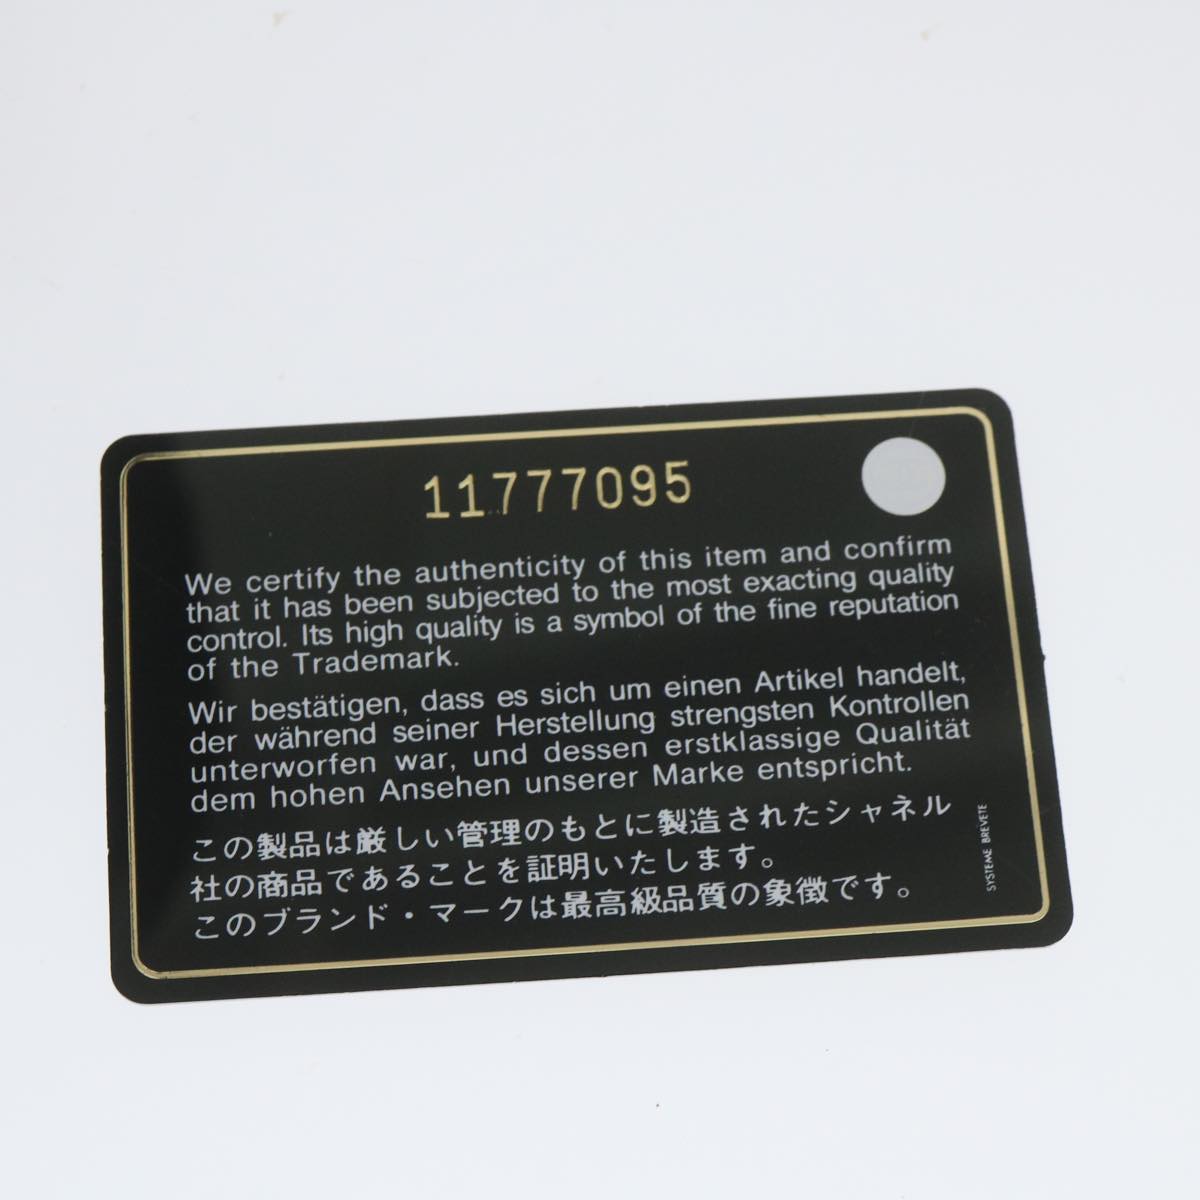 11777095
We certify the authenticity of this item and confirm
that it has been subjected to the most exacting quality
control. Its high quality is a symbol of the fine reputation
of the Trademark.
Wir bestätigen, dass es sich um einen Artikel handelt,
der während seiner Herstellung strengsten Kontrollen
unterworfen war, und dessen erstklassige Qualität
dem hohen Ansehen unserer Marke entspricht.
この製品は厳しい管理のもとに製造されたシャネル
社の商品であることを証明いたします。
このブランド・マークは最高級品質の象徴です。
SYSTEME BREVETE